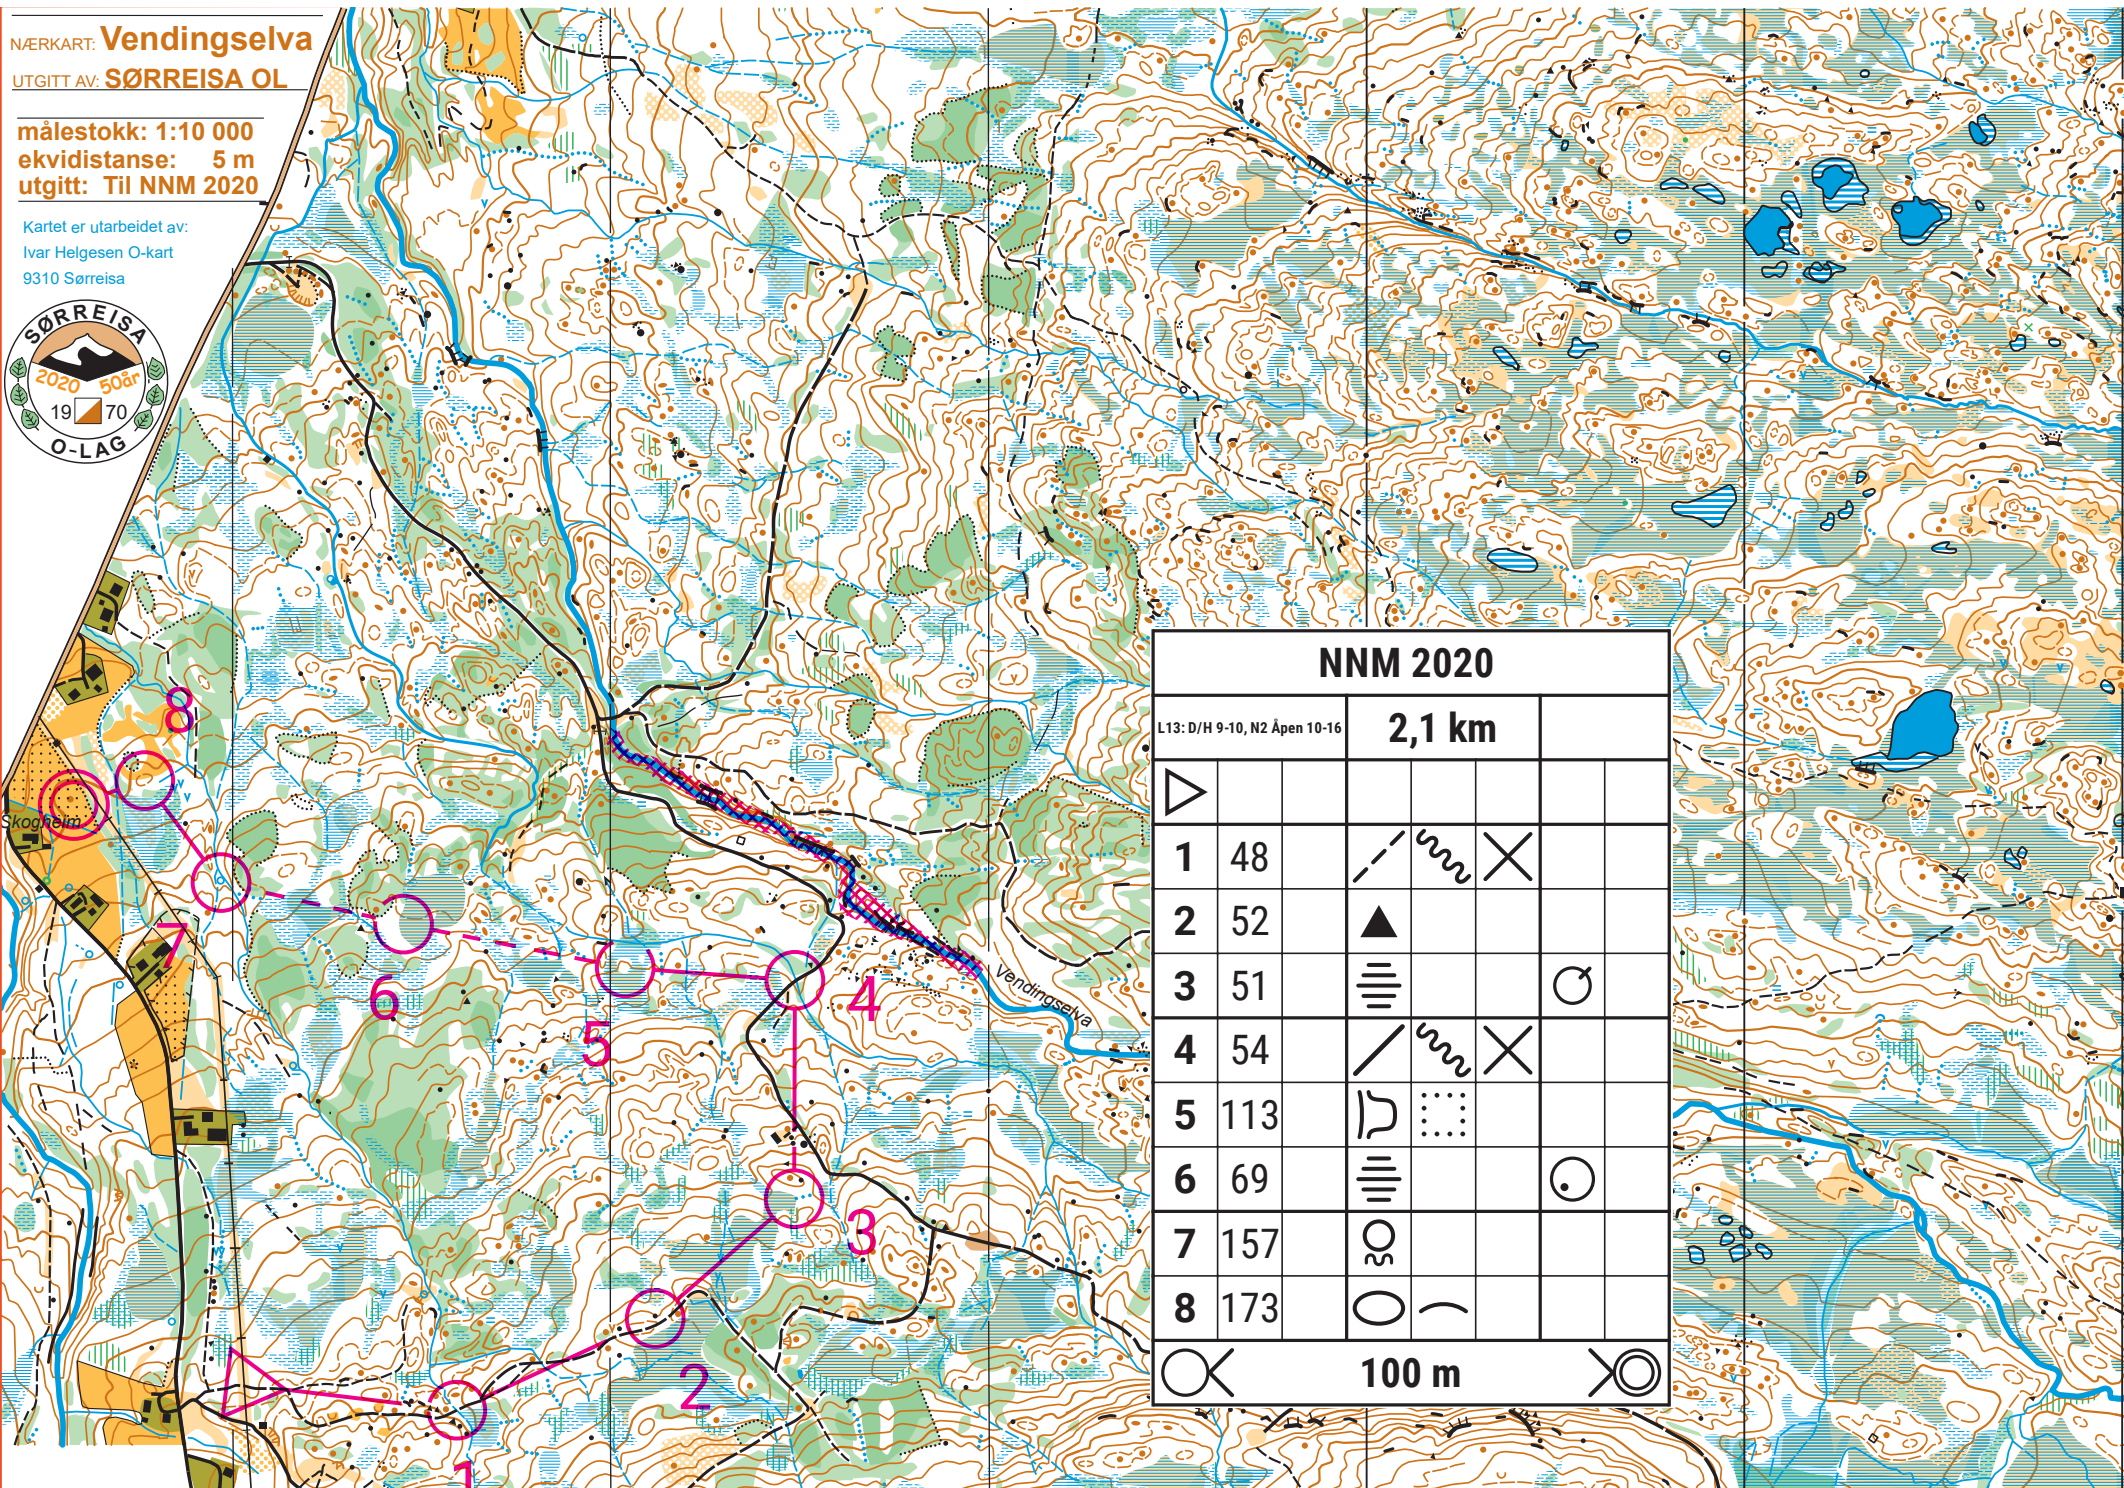 NÆRKART: Vendingselva
UTGITT AV: SØRREISA OL
målestokk: 1:10 000
ekvidistanse: 5 m
utgitt: Til NNM 2020
Kartet er utarbeidet av:
Ivar Helgesen O-kart
9310 Sørreisa
SØRREISA
2020 50år
19 70
O-LAG
8
Skogheim
7
6
5
4
Vendingselva
3
2
1
NNM 2020
L13: D/H 9-10, N2 Åpen 10-16 2,1 km
1 48
2 52
3 51
4 54
5 113
6 69
7 157
8 173
100 m